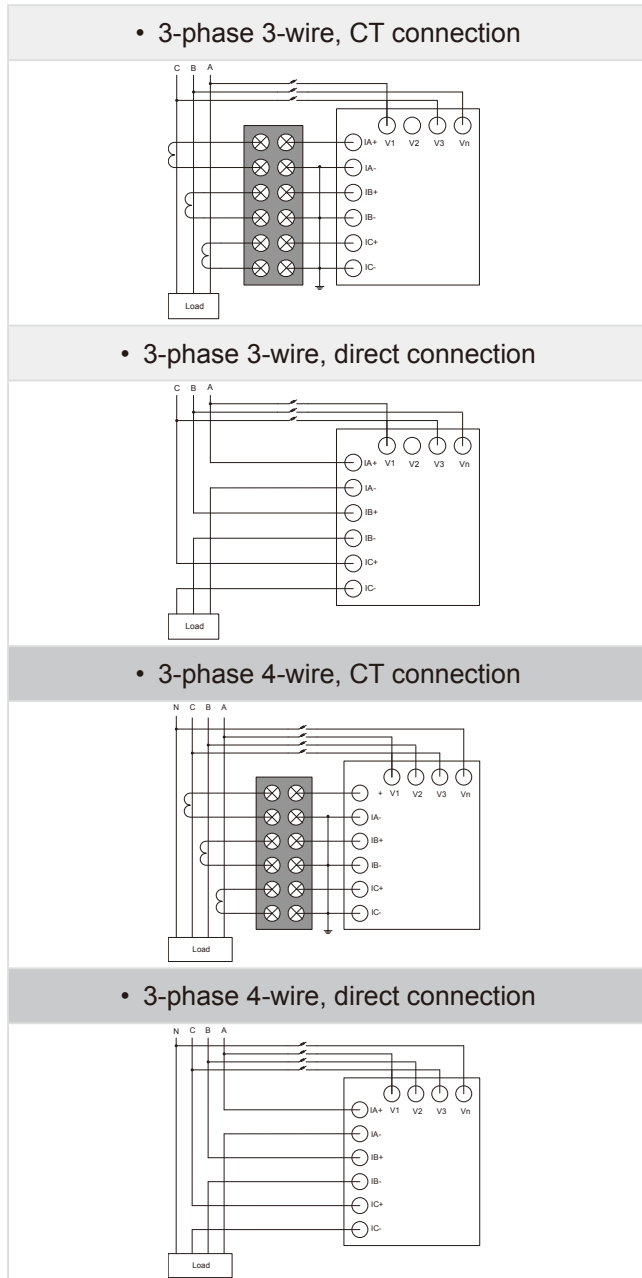 • 3-phase 3-wire, CT connection
C B A
V1 V2 V3 Vn
IA+
IA-
IB+
IB-
IC+
IC-
Load
• 3-phase 3-wire, direct connection
C B A
V1 V2 V3 Vn
IA+
IA-
IB+
IB-
IC+
IC-
Load
• 3-phase 4-wire, CT connection
N C B A
+ V1 V2 V3 Vn
IA-
IB+
IB-
IC+
IC-
Load
• 3-phase 4-wire, direct connection
N C B A
IA+ V1 V2 V3 Vn
IA-
IB+
IB-
IC+
IC-
Load